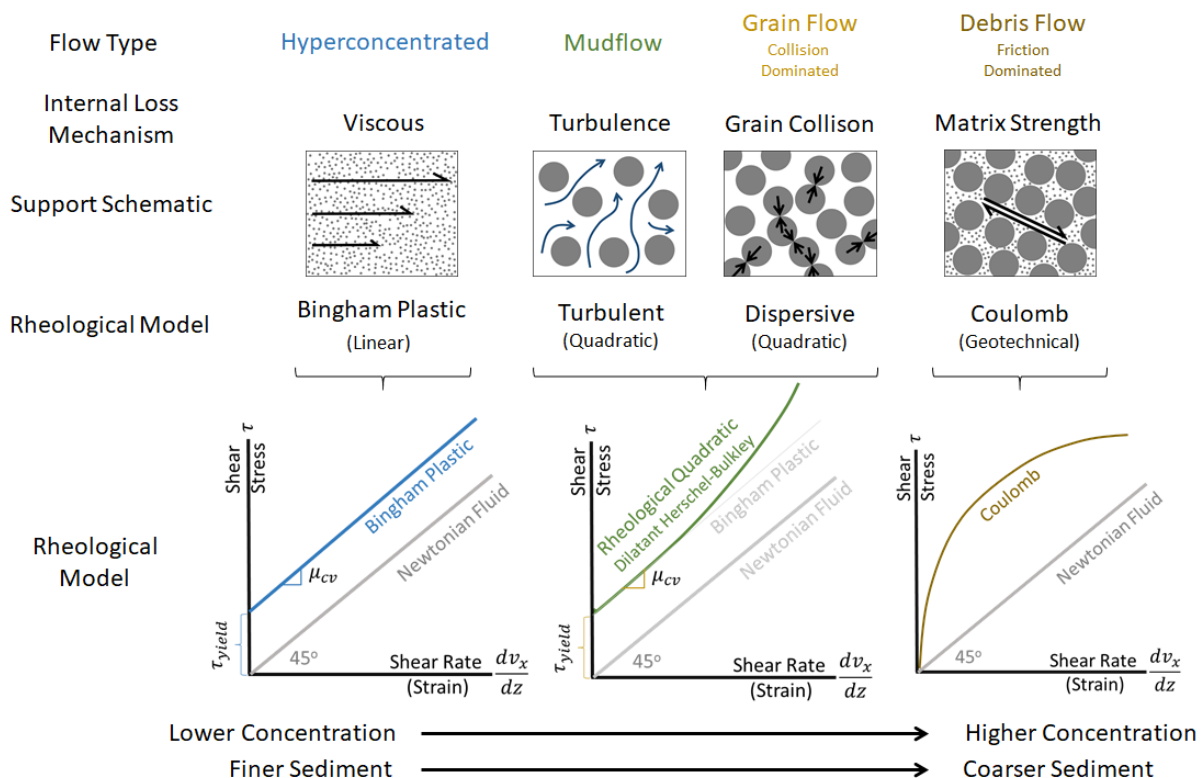 Flow Type
Hyperconcentrated
Mudflow
Grain Flow
Collision
Dominated
Debris Flow
Friction
Dominated
Internal Loss
Mechanism
Viscous
Turbulence
Grain Collison
Matrix Strength
Support Schematic
Rheological Model
Bingham Plastic
(Linear)
Turbulent
(Quadratic)
Dispersive
(Quadratic)
Coulomb
(Geotechnical)
Rheological
Model
Shear
Stress
τ
Bingham Plastic
Newtonian Fluid
μcv
τyield
45°
Shear Rate
(Strain)
dvx
dz
Shear
Stress
τ
Rheological Quadratic
Dilatant Herschel-Bulkley
Bingham Plastic
Newtonian Fluid
μcv
τyield
45°
Shear Rate
(Strain)
dvx
dz
Shear
Stress
τ
Coulomb
Newtonian Fluid
45°
Shear Rate
(Strain)
dvx
dz
Lower Concentration
Higher Concentration
Finer Sediment
Coarser Sediment